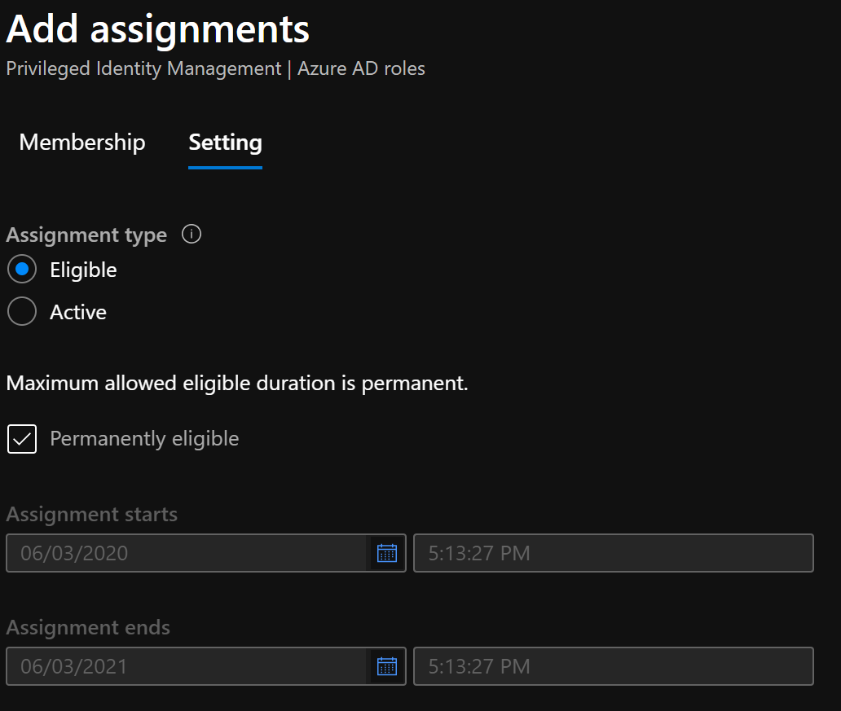 Add assignments
Privileged Identity Management | Azure AD roles
Membership Setting
Assignment type
Eligible
Active
Maximum allowed eligible duration is permanent.
Permanently eligible
Assignment starts
06/03/2020 5:13:27 PM
Assignment ends
06/03/2021 5:13:27 PM